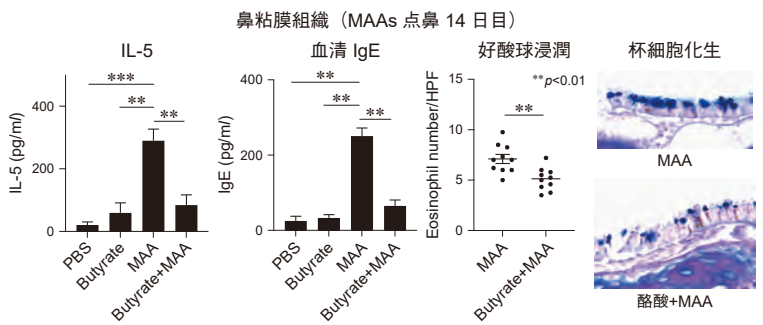 鼻粘膜組織（MAAs 点鼻 14 日目）
IL-5
***
**
**
IL-5 (pg/ml)
400
200
0
PBS
Butyrate
MAA
Butyrate+MAA
血清 IgE
**
**
**
IgE (pg/ml)
400
200
0
PBS
Butyrate
MAA
Butyrate+MAA
好酸球浸潤
**p<0.01
**
Eosinophil number/HPF
15
10
5
0
MAA
Butyrate+MAA
杯細胞化生
MAA
酪酸+MAA